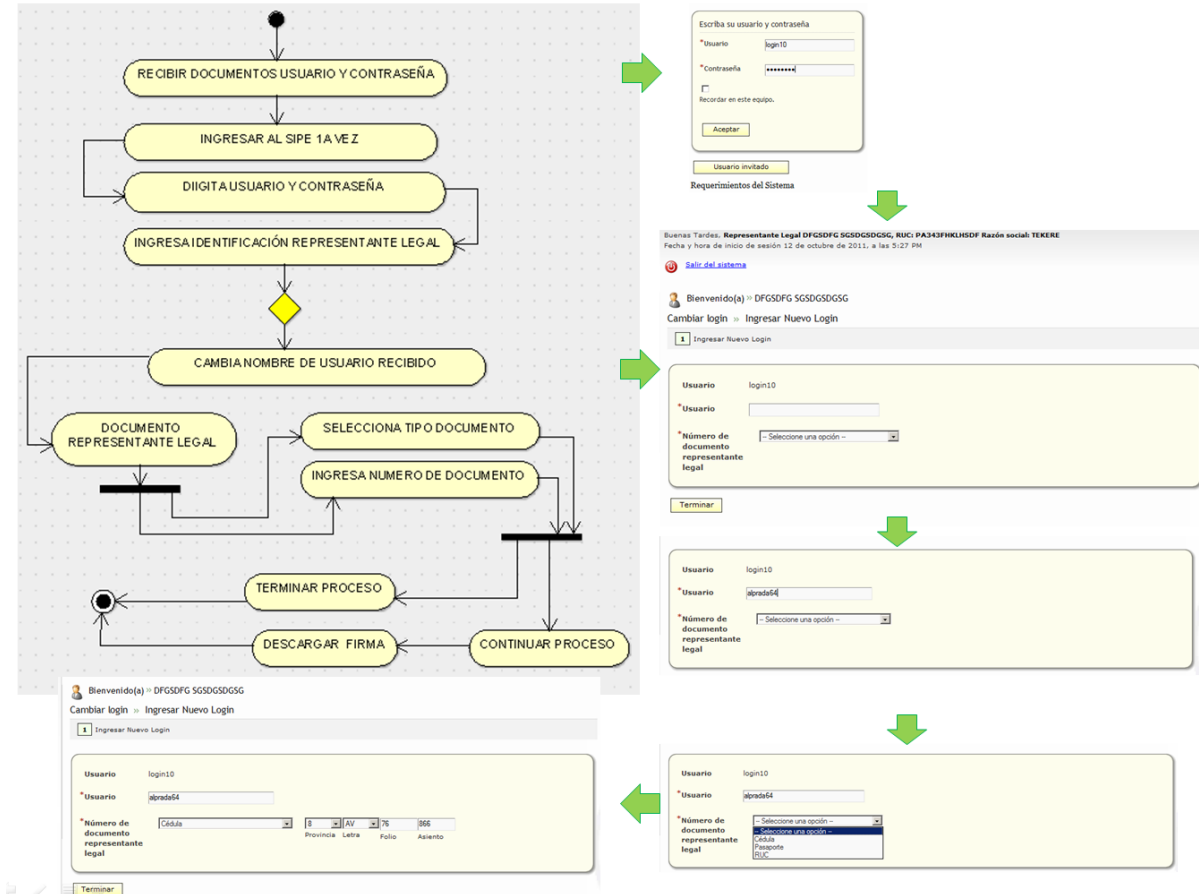 RECIBIR DOCUMENTOS USUARIO Y CONTRASEÑA
INGRESAR AL SIPE 1A VEZ
DIIGITA USUARIO Y CONTRASEÑA
INGRESA IDENTIFICACIÓN REPRESENTANTE LEGAL
CAMBIA NOMBRE DE USUARIO RECIBIDO
DOCUMENTO
REPRESENTANTE LEGAL
SELECCIONA TIPO DOCUMENTO
INGRESA NUMERO DE DOCUMENTO
TERMINAR PROCESO
DESCARGAR FIRMA
CONTINUAR PROCESO
Escriba su usuario y contraseña
*Usuario login10
*Contraseña ••••••••
Recordar en este equipo.
Aceptar
Usuario invitado
Requerimientos del Sistema
Buenas Tardes, Representante Legal DFGSDFG SGSDGSDGSG, RUC: PA343FHKLHSDF Razón social: TEKERE
Fecha y hora de inicio de sesión 12 de octubre de 2011, a las 5:27 PM
Salir del sistema
Bienvenido(a) » DFGSDFG SGSDGSDGSG
Cambiar login » Ingresar Nuevo Login
1 Ingresar Nuevo Login
Usuario login10
*Usuario
*Número de -- Seleccione una opción --
documento
representante
legal
Terminar
Usuario login10
*Usuario alprada64
*Número de -- Seleccione una opción --
documento
representante
legal
Usuario login10
*Usuario alprada64
*Número de -- Seleccione una opción --
documento -- Seleccione una opción --
representante Cédula
legal Pasaporte
RUC
Bienvenido(a) » DFGSDFG SGSDGSDGSG
Cambiar login » Ingresar Nuevo Login
1 Ingresar Nuevo Login
Usuario login10
*Usuario alprada64
*Número de Cédula 8 AV 76 866
documento Provincia Letra Folio Asiento
representante
legal
Terminar